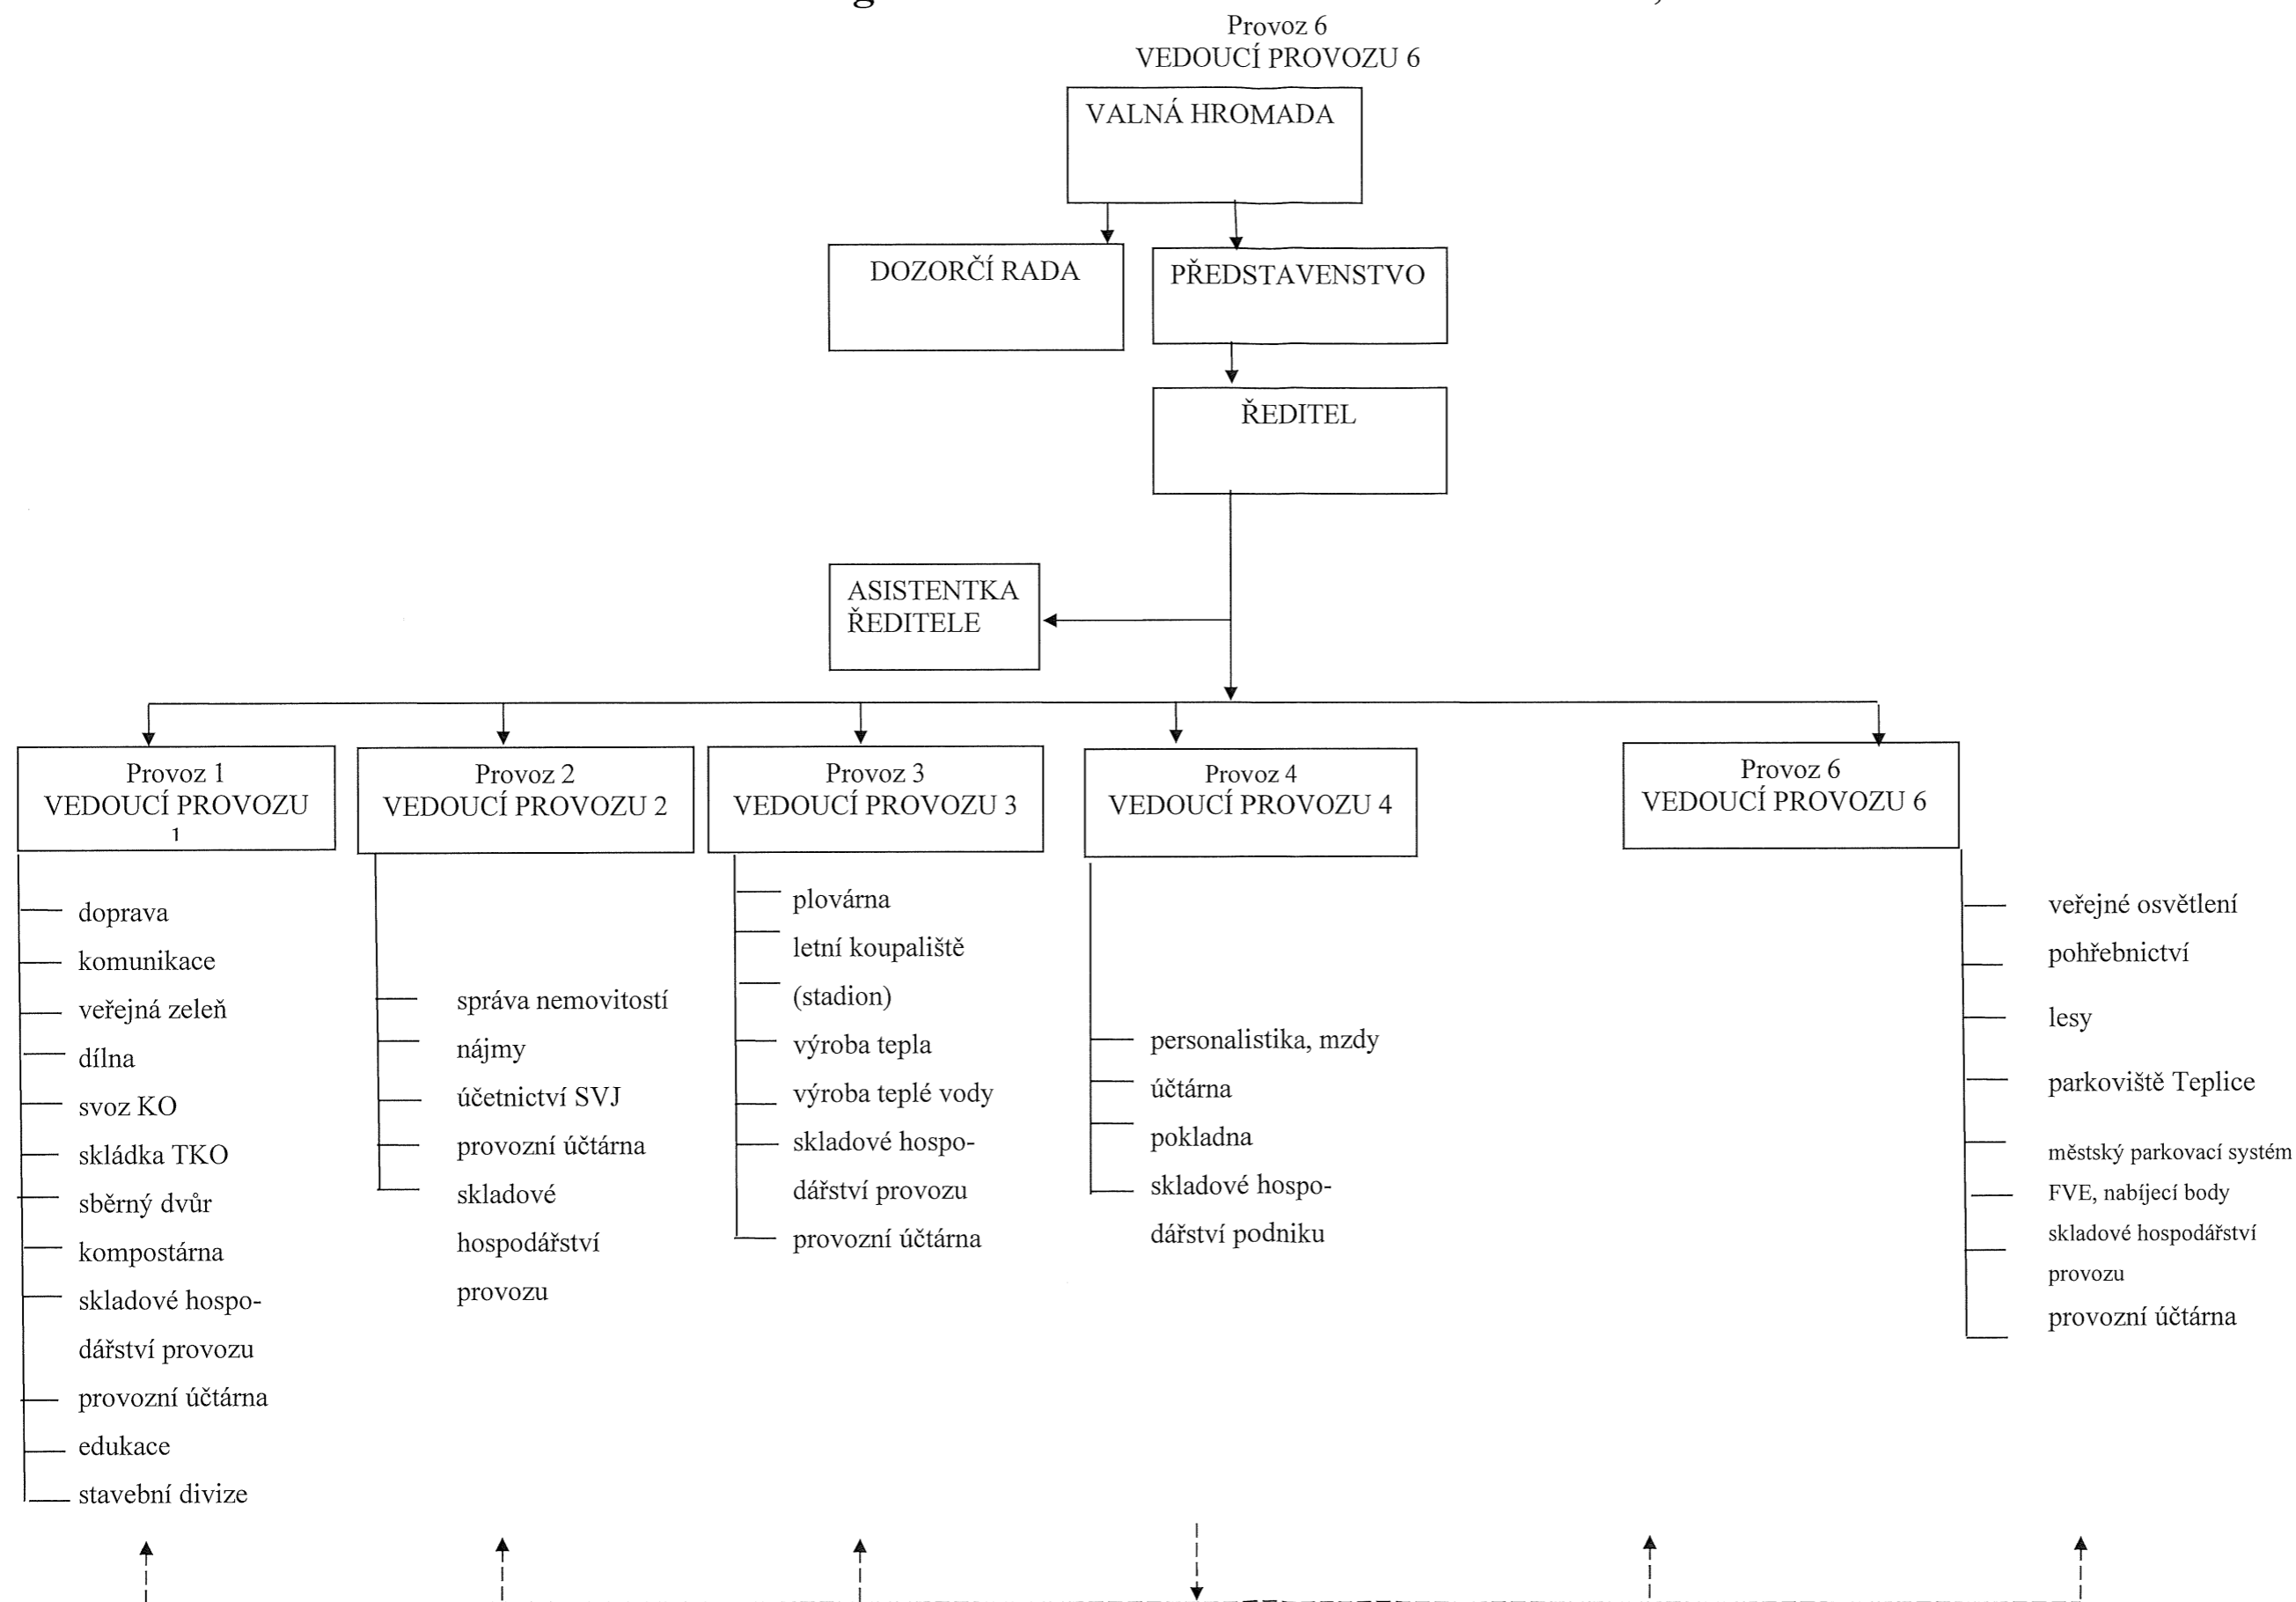 Provoz 6
VEDOUCÍ PROVOZU 6
VALNÁ HROMADA
DOZORČÍ RADA
PŘEDSTAVENSTVO
ŘEDITEL
ASISTENTKA
ŘEDITELE
Provoz 1
VEDOUCÍ PROVOZU
1
doprava
komunikace
veřejná zeleň
dílna
svoz KO
skládka TKO
sběrný dvůr
kompostárna
skladové hospo-
dářství provozu
provozní účtárna
edukace
stavební divize
Provoz 2
VEDOUCÍ PROVOZU 2
správa nemovitostí
nájmy
účetnictví SVJ
provozní účtárna
skladové
hospodářství
provozu
Provoz 3
VEDOUCÍ PROVOZU 3
plovárna
letní koupaliště
(stadion)
výroba tepla
výroba teplé vody
skladové hospo-
dářství provozu
provozní účtárna
Provoz 4
VEDOUCÍ PROVOZU 4
personalistika, mzdy
účtárna
pokladna
skladové hospo-
dářství podniku
Provoz 6
VEDOUCÍ PROVOZU 6
veřejné osvětlení
pohřebnictví
lesy
parkoviště Teplice
městský parkovací systém
FVE, nabíjecí body
skladové hospodářství
provozu
provozní účtárna